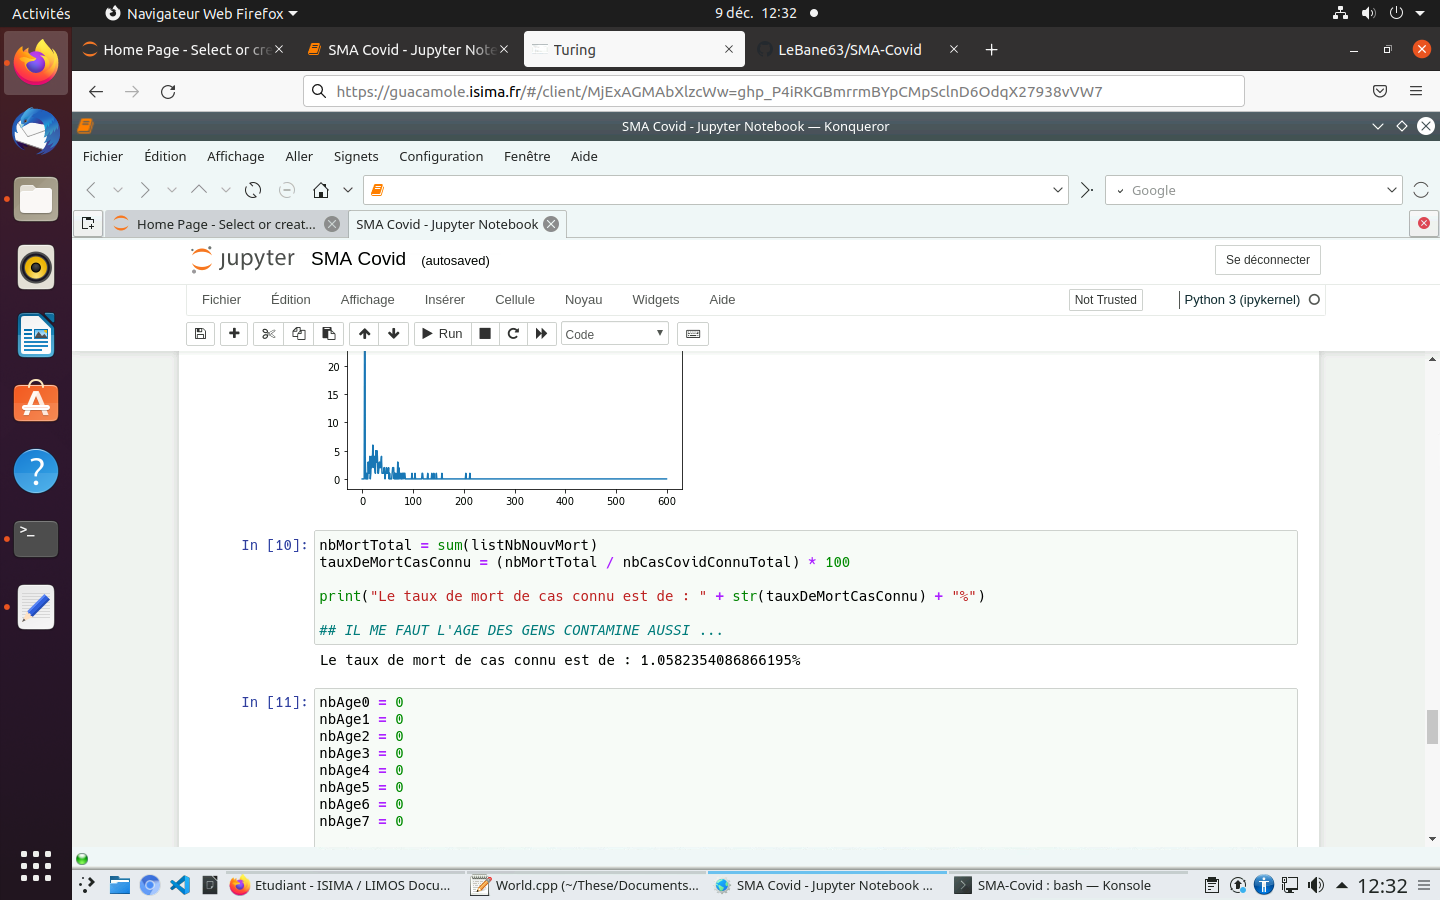 Activités
Navigateur Web Firefox
9 déc. 12:32
Home Page - Select or cre
SMA Covid - Jupyter Note
Turing
LeBane63/SMA-Covid
https://guacamole.isima.fr/#/client/MjExAGMAbXlzcWw=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
SMA Covid - Jupyter Notebook — Konqueror
Fichier Édition Affichage Aller Signets Configuration Fenêtre Aide
Google
Home Page - Select or creat...
SMA Covid - Jupyter Notebook
jupyter SMA Covid (autosaved)
Se déconnecter
Fichier Édition Affichage Insérer Cellule Noyau Widgets Aide
Not Trusted
Python 3 (ipykernel)
Run
Code
20
15
10
5
0
0 100 200 300 400 500 600
In [10]:
nbMortTotal = sum(listNbNouvMort)
tauxDeMortCasConnu = (nbMortTotal / nbCasCovidConnuTotal) * 100
print("Le taux de mort de cas connu est de : " + str(tauxDeMortCasConnu) + "%")
## IL ME FAUT L'AGE DES GENS CONTAMINE AUSSI ...
Le taux de mort de cas connu est de : 1.0582354086866195%
In [11]:
nbAge0 = 0
nbAge1 = 0
nbAge2 = 0
nbAge3 = 0
nbAge4 = 0
nbAge5 = 0
nbAge6 = 0
nbAge7 = 0
Etudiant - ISIMA / LIMOS Docu...
World.cpp (~/These/Documents...
SMA Covid - Jupyter Notebook ...
SMA-Covid : bash — Konsole
12:32